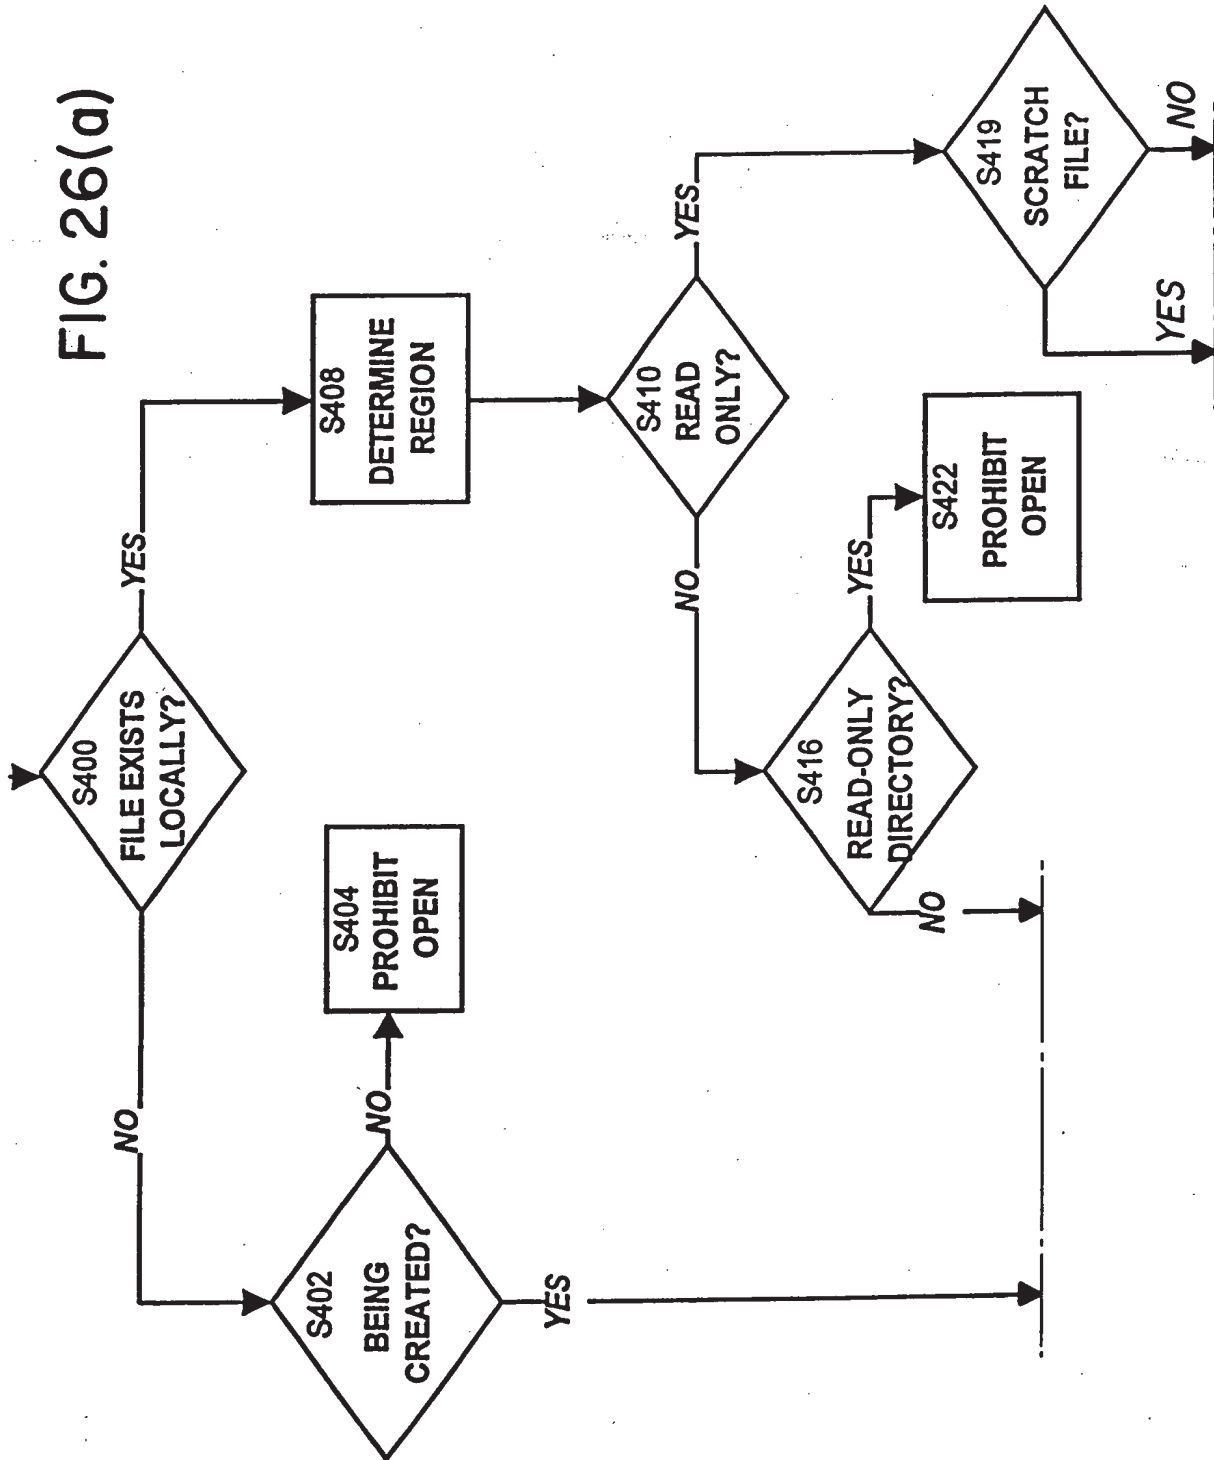 FIG. 26(a)
S400
FILE EXISTS
LOCALLY?
NO
YES
S402
BEING
CREATED?
NO
YES
S404
PROHIBIT
OPEN
S408
DETERMINE
REGION
S410
READ
ONLY?
NO
YES
S416
READ-ONLY
DIRECTORY?
NO
YES
S422
PROHIBIT
OPEN
S419
SCRATCH
FILE?
YES
NO